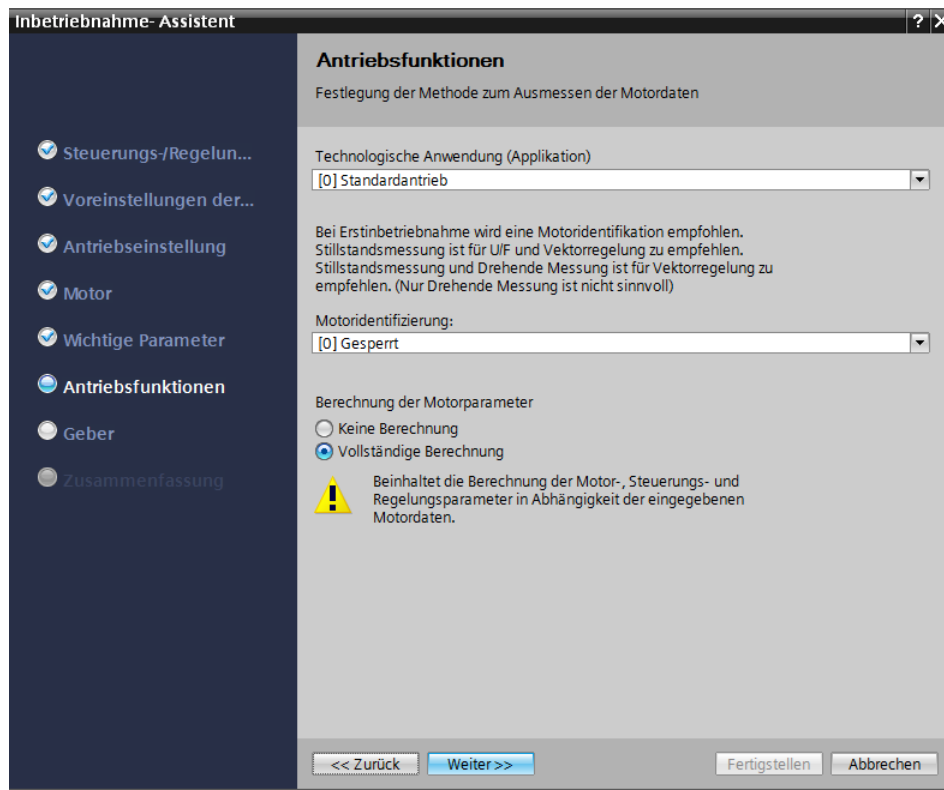 Inbetriebnahme- Assistent
? X
Antriebsfunktionen
Festlegung der Methode zum Ausmessen der Motordaten
Steuerungs-/Regelun...
Voreinstellungen der...
Antriebseinstellung
Motor
Wichtige Parameter
Antriebsfunktionen
Geber
Zusammenfassung
Technologische Anwendung (Applikation)
[0] Standardantrieb
Bei Erstinbetriebnahme wird eine Motoridentifikation empfohlen.
Stillstandsmessung ist für U/F und Vektorregelung zu empfehlen.
Stillstandsmessung und Drehende Messung ist für Vektorregelung zu
empfehlen. (Nur Drehende Messung ist nicht sinnvoll)
Motoridentifizierung:
[0] Gesperrt
Berechnung der Motorparameter
Keine Berechnung
Vollständige Berechnung
Beinhaltet die Berechnung der Motor-, Steuerungs- und
Regelungsparameter in Abhängigkeit der eingegebenen
Motordaten.
<< Zurück
Weiter >>
Fertigstellen
Abbrechen